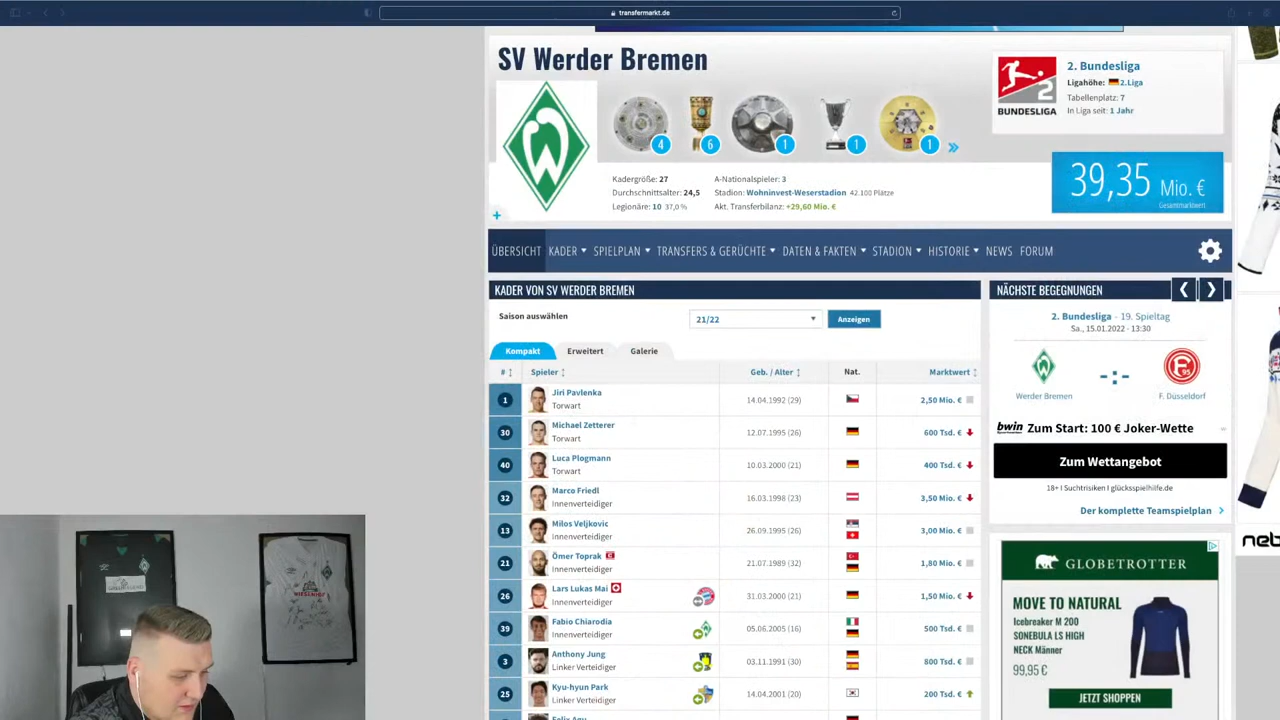 transfermarkt.de
SV Werder Bremen
4
6
1
1
1
Kadergröße: 27
Durchschnittsalter: 24,5
Legionäre: 10 37,0 %
A-Nationalspieler: 3
Stadion: Wohninvest-Weserstadion 42.100 Plätze
Akt. Transferbilanz: +29,60 Mio. €
BUNDESLIGA
2. Bundesliga
Ligahöhe: 2.Liga
Tabellenplatz: 7
In Liga seit: 1 Jahr
39,35 Mio. €
Gesamtmarktwert
ÜBERSICHT KADER SPIELPLAN TRANSFERS & GERÜCHTE DATEN & FAKTEN STADION HISTORIE NEWS FORUM
KADER VON SV WERDER BREMEN
Saison auswählen
21/22
Anzeigen
Kompakt Erweitert Galerie
# Spieler Geb. / Alter Nat. Marktwert
1 Jiri Pavlenka 14.04.1992 (29) 2,50 Mio. €
Torwart
30 Michael Zetterer 12.07.1995 (26) 600 Tsd. €
Torwart
40 Luca Plogmann 10.03.2000 (21) 400 Tsd. €
Torwart
32 Marco Friedl 16.03.1998 (23) 3,50 Mio. €
Innenverteidiger
13 Milos Veljkovic 26.09.1995 (26) 3,00 Mio. €
Innenverteidiger
21 Ömer Toprak 21.07.1989 (32) 1,80 Mio. €
Innenverteidiger
26 Lars Lukas Mai 31.03.2000 (21) 1,50 Mio. €
Innenverteidiger
39 Fabio Chiarodia 05.06.2005 (16) 500 Tsd. €
Innenverteidiger
3 Anthony Jung 03.11.1991 (30) 800 Tsd. €
Linker Verteidiger
25 Kyu-hyun Park 14.04.2001 (20) 200 Tsd. €
Linker Verteidiger
Felix Agu
NÄCHSTE BEGEGNUNGEN
2. Bundesliga - 19. Spieltag
Sa., 15.01.2022 - 13:30
-:-
Werder Bremen F. Düsseldorf
bwin Zum Start: 100 € Joker-Wette
Zum Wettangebot
18+ I Suchtrisiken I glücksspielhilfe.de
Der komplette Teamspielplan
GLOBETROTTER
MOVE TO NATURAL
Icebreaker M 200
SONEBULA LS HIGH
NECK Männer
99,95 €
JETZT SHOPPEN
WIESENHOF